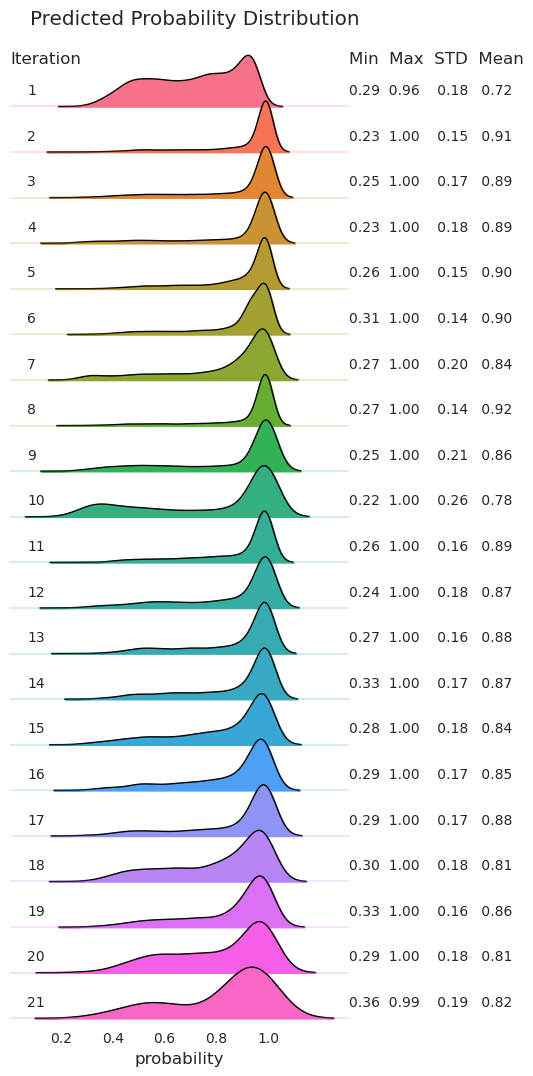 Predicted Probability Distribution
Iteration Min Max STD Mean
1 0.29 0.96 0.18 0.72
2 0.23 1.00 0.15 0.91
3 0.25 1.00 0.17 0.89
4 0.23 1.00 0.18 0.89
5 0.26 1.00 0.15 0.90
6 0.31 1.00 0.14 0.90
7 0.27 1.00 0.20 0.84
8 0.27 1.00 0.14 0.92
9 0.25 1.00 0.21 0.86
10 0.22 1.00 0.26 0.78
11 0.26 1.00 0.16 0.89
12 0.24 1.00 0.18 0.87
13 0.27 1.00 0.16 0.88
14 0.33 1.00 0.17 0.87
15 0.28 1.00 0.18 0.84
16 0.29 1.00 0.17 0.85
17 0.29 1.00 0.17 0.88
18 0.30 1.00 0.18 0.81
19 0.33 1.00 0.16 0.86
20 0.29 1.00 0.18 0.81
21 0.36 0.99 0.19 0.82
0.2 0.4 0.6 0.8 1.0
probability